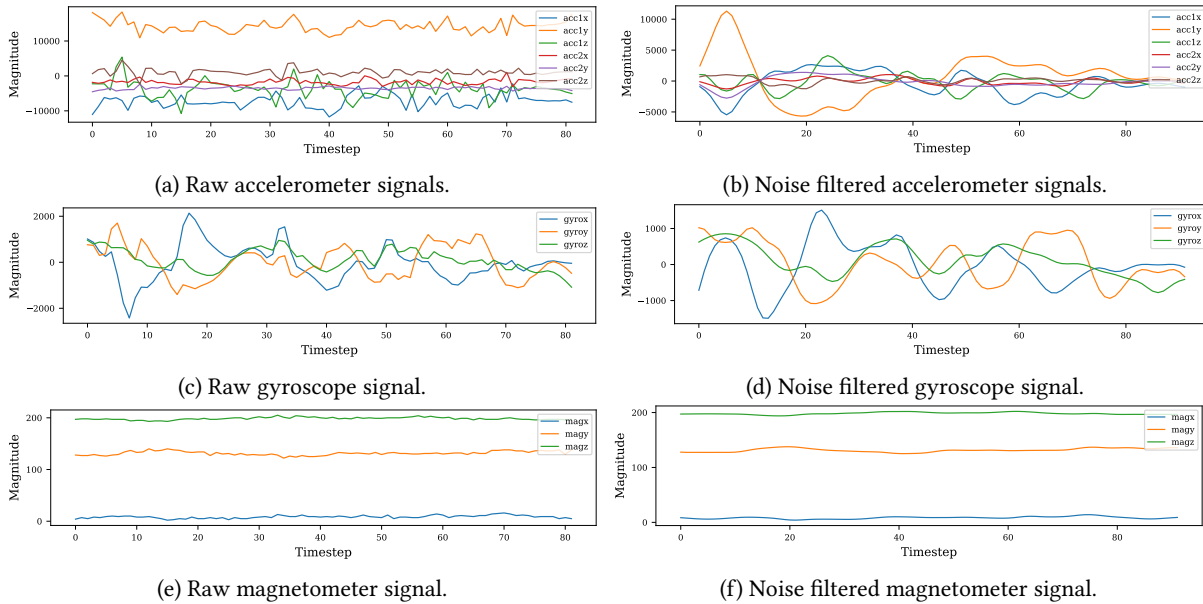 Magnitude
10000
0
−10000
0 10 20 30 40 50 60 70 80
Timestep
acc1x
acc1y
acc1z
acc2x
acc2y
acc2z
(a) Raw accelerometer signals.
Magnitude
10000
5000
0
−5000
0 20 40 60 80
Timestep
acc1x
acc1y
acc1z
acc2x
acc2y
acc2z
(b) Noise filtered accelerometer signals.
Magnitude
2000
0
−2000
0 10 20 30 40 50 60 70 80
Timestep
gyrox
gyroy
gyroz
(c) Raw gyroscope signal.
Magnitude
1000
0
−1000
0 20 40 60 80
Timestep
gyrox
gyroy
gyroz
(d) Noise filtered gyroscope signal.
Magnitude
200
100
0
0 10 20 30 40 50 60 70 80
Timestep
magx
magy
magz
(e) Raw magnetometer signal.
Magnitude
200
100
0
0 20 40 60 80
Timestep
magx
magy
magz
(f) Noise filtered magnetometer signal.